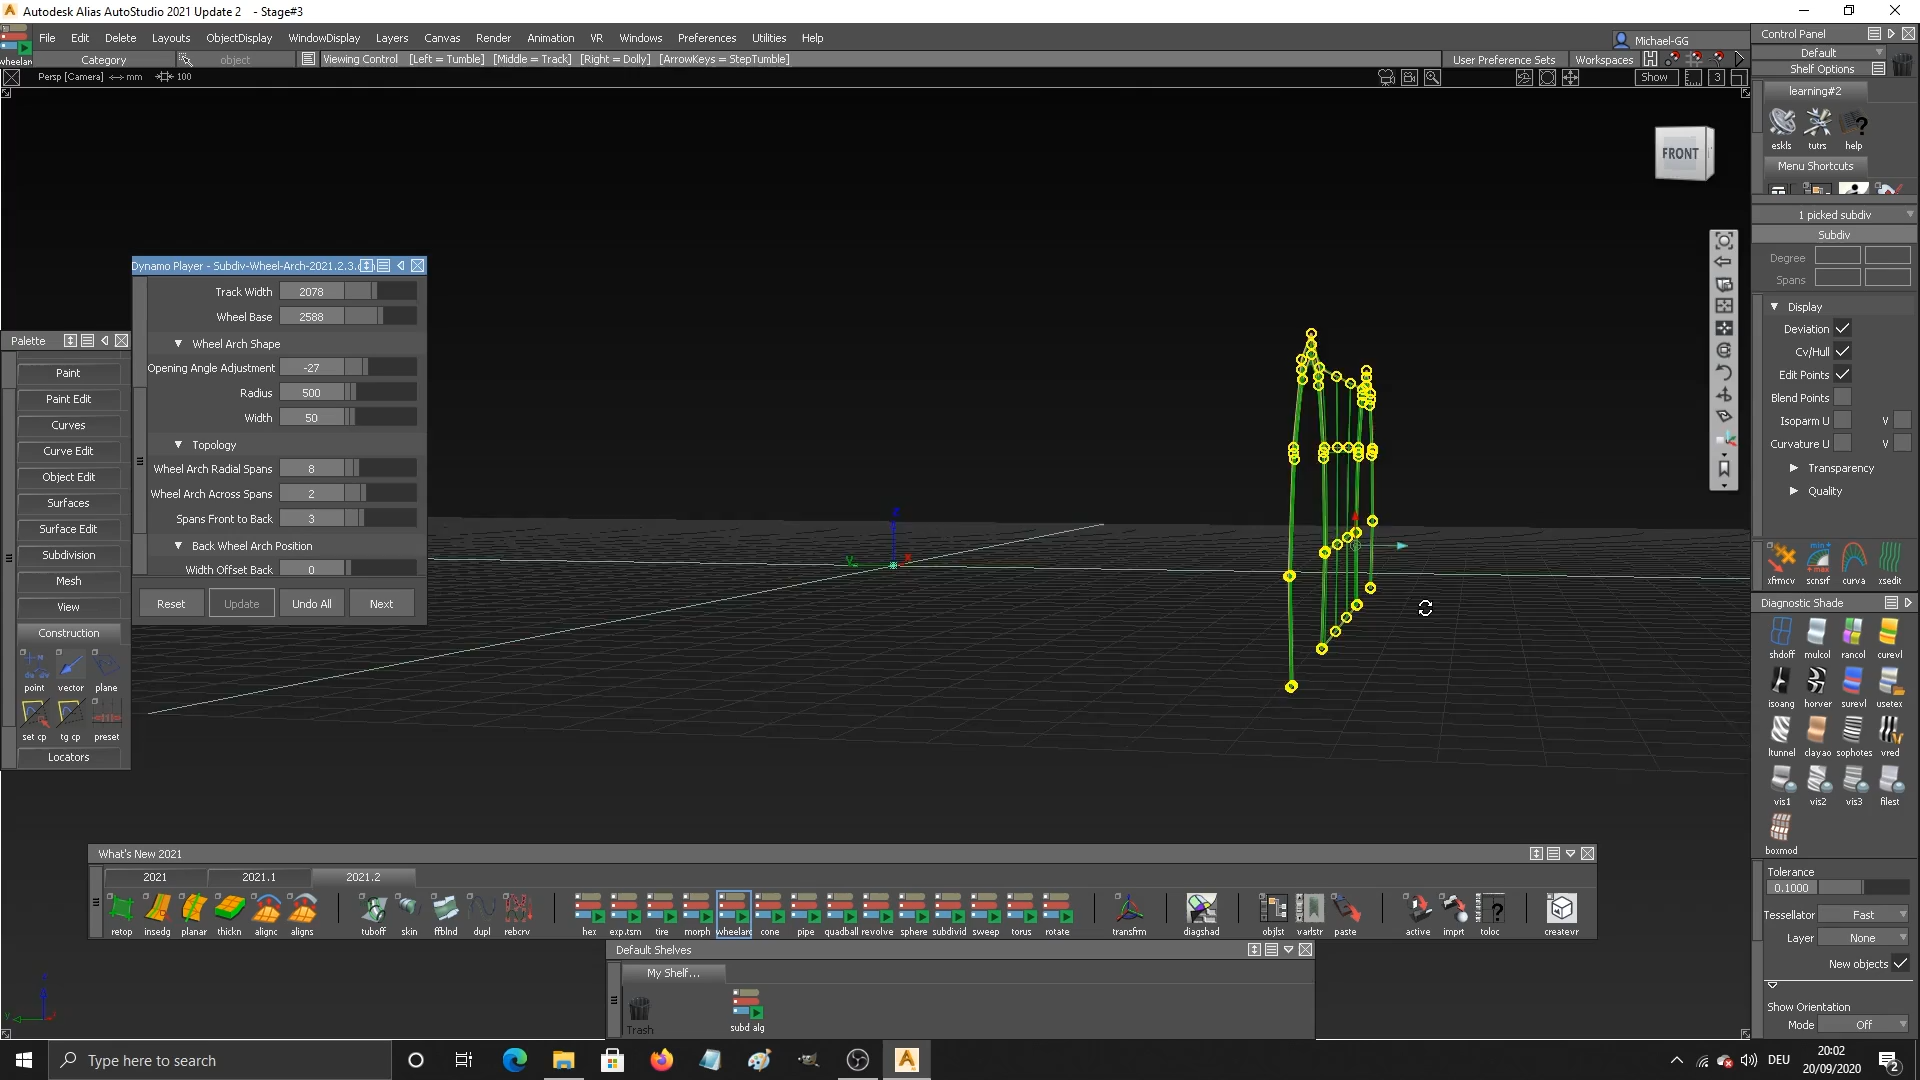 Autodesk Alias AutoStudio 2021 Update 2    - Stage#3
File Edit Delete Layouts ObjectDisplay WindowDisplay Layers Canvas Render Animation VR Windows Preferences Utilities Help
Michael-GG
Category
object
Viewing Control [Left = Tumble] [Middle = Track] [Right = Dolly] [ArrowKeys = StepTumble]
User Preference Sets
Workspaces
Persp [Camera] <-> mm
100
Show
3
FRONT
Dynamo Player - Subdiv-Wheel-Arch-2021.2.3.
Track Width 2078
Wheel Base 2588
Wheel Arch Shape
Opening Angle Adjustment -27
Radius 500
Width 50
Topology
Wheel Arch Radial Spans 8
Wheel Arch Across Spans 2
Spans Front to Back 3
Back Wheel Arch Position
Width Offset Back 0
Reset Update Undo All Next
Palette
Paint
Paint Edit
Curves
Curve Edit
Object Edit
Surfaces
Surface Edit
Subdivision
Mesh
View
Construction
point vector plane
set cp tg cp preset
Locators
Control Panel
Default
Shelf Options
learning#2
eskls tutrs help
Menu Shortcuts
1 picked subdiv
Subdiv
Degree
Spans
Display
Deviation
Cv/Hull
Edit Points
Blend Points
Isoparm U V
Curvature U V
Transparency
Quality
xfrmcv scnsrf curva xsedit
Diagnostic Shade
shdoff mulcol rancol curevl
isoang horver surevl usetex
ltunnel clayao sophotes vred
vis1 vis2 vis3 filest
boxmod
Tolerance
0.1000
Tessellator Fast
Layer None
New objects
Show Orientation
Mode Off
What's New 2021
2021 2021.1 2021.2
retop insedg planar thickn alignc aligns tuboff skin ffblnd dupl rebcrv hex exp.tsm tire morph wheelarc cone pipe quadball revolve sphere subdivid sweep torus rotate transfrm diagshad objlst varlstr paste active imprt toloc createvr
Default Shelves
My Shelf...
Trash
subd alg
Type here to search
DEU
20:02
20/09/2020
2